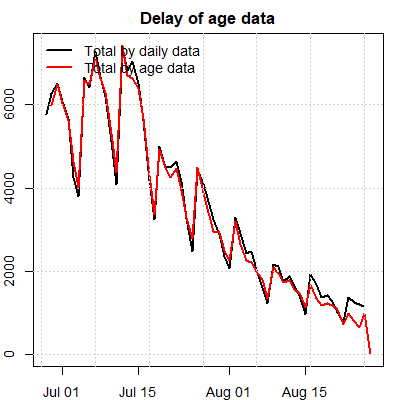 Delay of age data
Total by daily data
Total by age data
6000
4000
2000
0
Jul 01 Jul 15 Aug 01 Aug 15